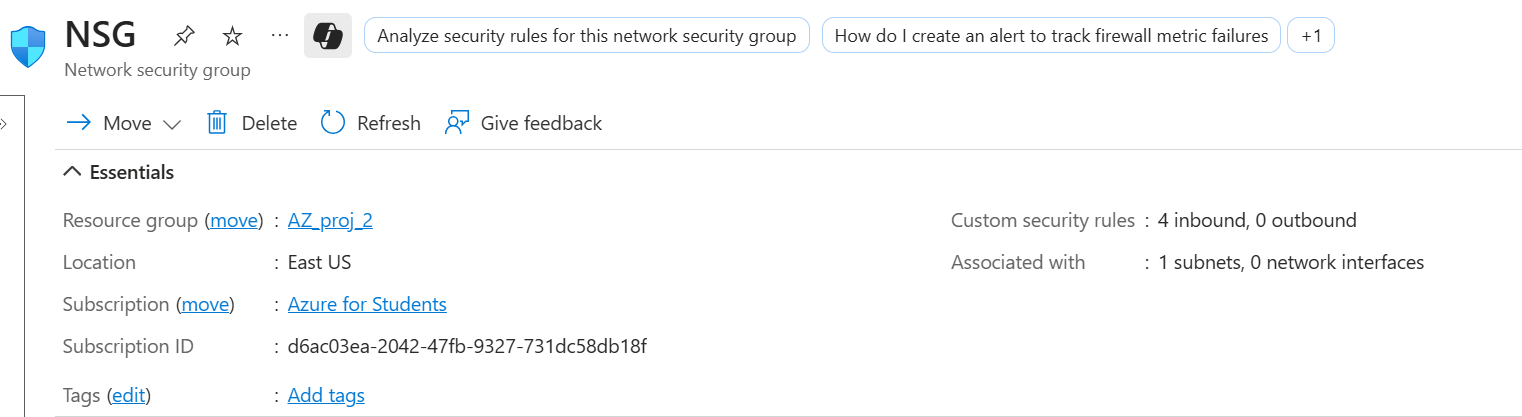 NSG
Analyze security rules for this network security group
How do I create an alert to track firewall metric failures
+1
Network security group
Move
Delete
Refresh
Give feedback
Essentials
Resource group (move) : AZ_proj_2
Custom security rules : 4 inbound, 0 outbound
Location : East US
Associated with : 1 subnets, 0 network interfaces
Subscription (move) : Azure for Students
Subscription ID : d6ac03ea-2042-47fb-9327-731dc58db18f
Tags (edit) : Add tags